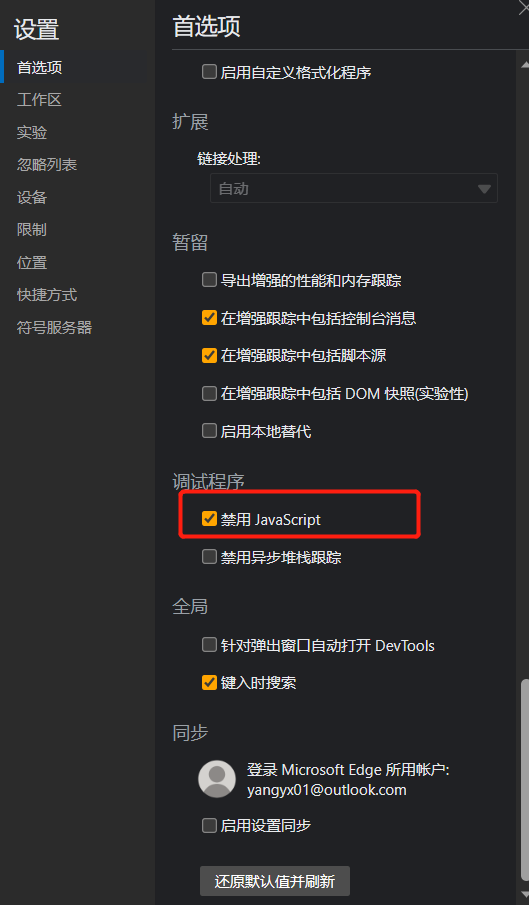 设置
首选项
工作区
实验
忽略列表
设备
限制
位置
快捷方式
符号服务器
首选项
启用自定义格式化程序
扩展
链接处理:
自动
暂留
导出增强的性能和内存跟踪
在增强跟踪中包括控制台消息
在增强跟踪中包括脚本源
在增强跟踪中包括 DOM 快照(实验性)
启用本地替代
调试程序
禁用 JavaScript
禁用异步堆栈跟踪
全局
针对弹出窗口自动打开 DevTools
键入时搜索
同步
登录 Microsoft Edge 所用帐户:
yangyx01@outlook.com
启用设置同步
还原默认值并刷新